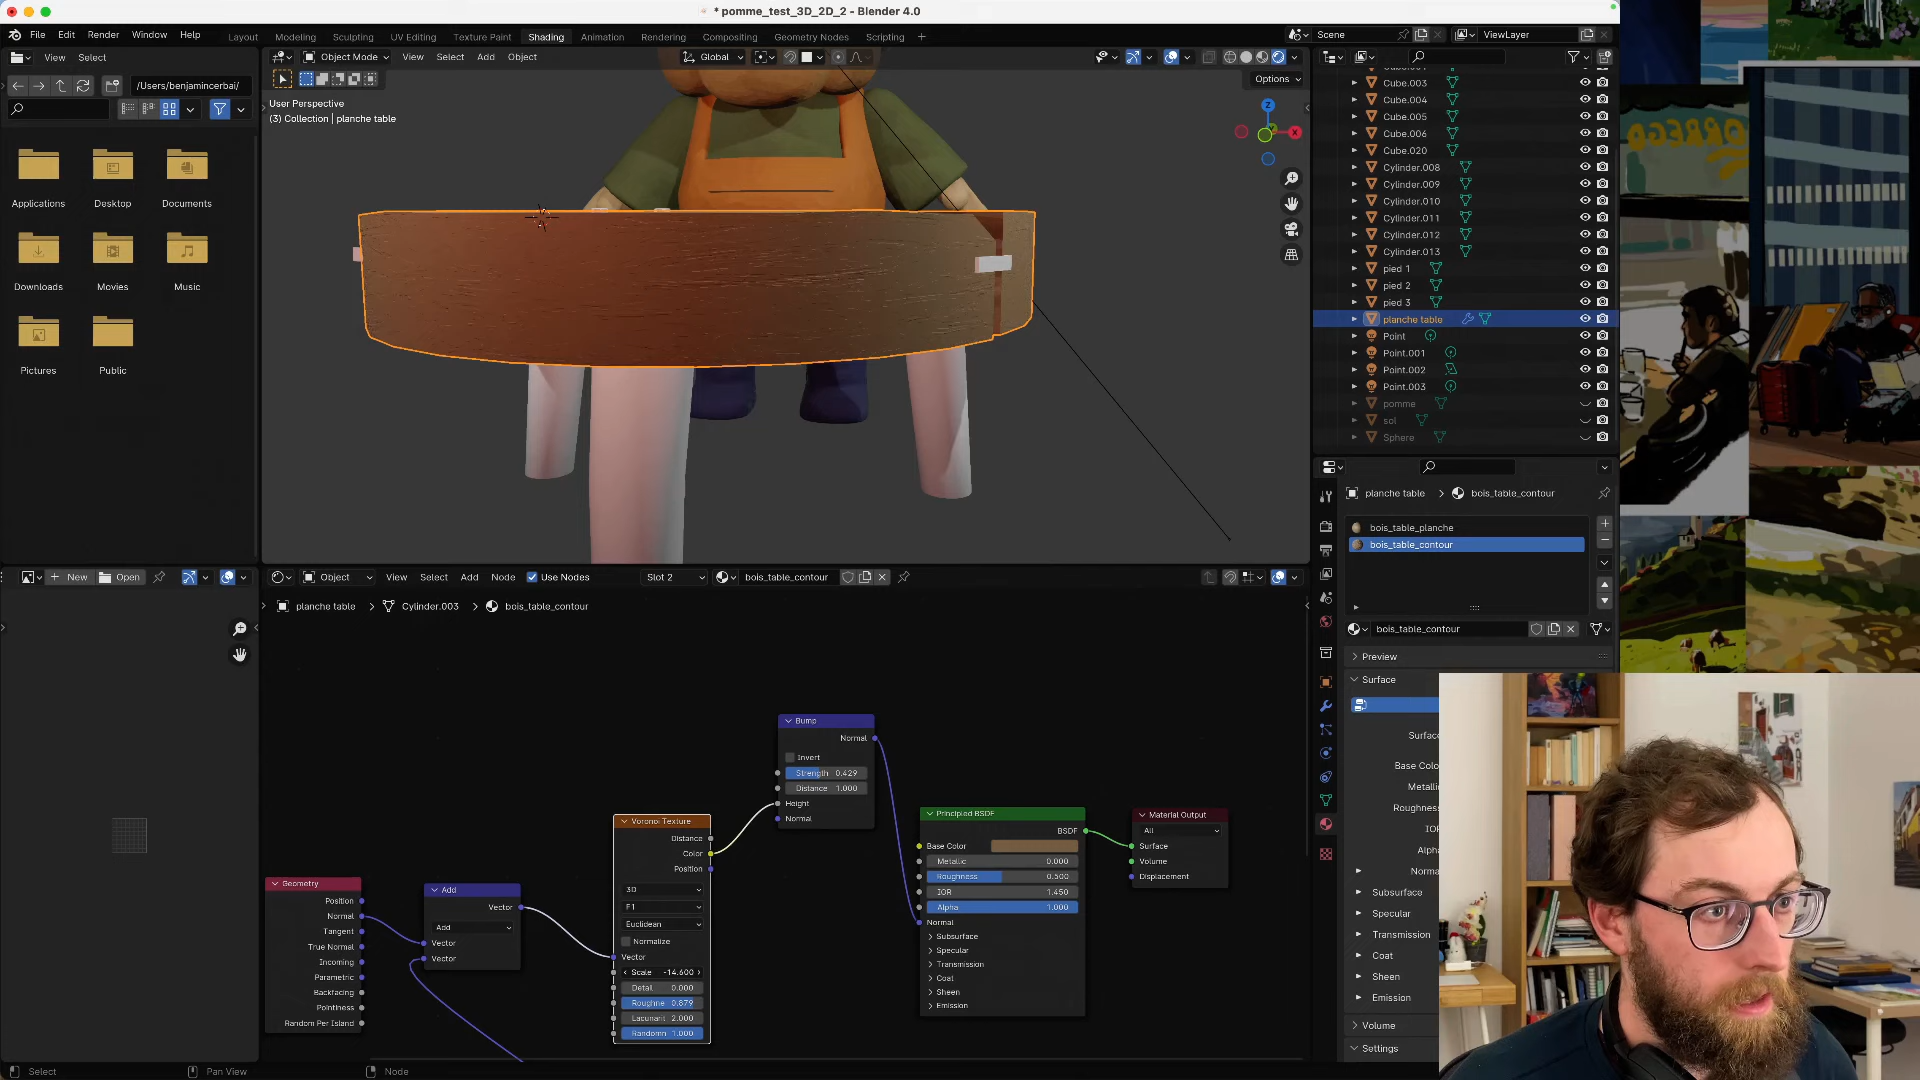 * pomme_test_3D_2D_2 - Blender 4.0
File Edit Render Window Help
Layout Modeling Sculpting UV Editing Texture Paint Shading Animation Rendering Compositing Geometry Nodes Scripting +
Scene ViewLayer
View Select
Object Mode View Select Add Object Global
/Users/benjamincerbai/
Options
User Perspective
(3) Collection | planche table
Z
X
Applications Desktop Documents
Downloads Movies Music
Pictures Public
Cube.003
Cube.004
Cube.005
Cube.006
Cube.020
Cylinder.008
Cylinder.009
Cylinder.010
Cylinder.011
Cylinder.012
Cylinder.013
pied 1
pied 2
pied 3
planche table
Point
Point.001
Point.002
Point.003
pomme
sol
Sphere
planche table > bois_table_contour
bois_table_planche
bois_table_contour
bois_table_contour
Preview
Surface
Surfac
Base Colo
Metalli
Roughnes
IO
Alph
Norma
Subsurface
Specular
Transmission
Coat
Sheen
Emission
Volume
Settings
+ New Open
Object View Select Add Node Use Nodes Slot 2 bois_table_contour
planche table > Cylinder.003 > bois_table_contour
Geometry
Position
Normal
Tangent
True Normal
Incoming
Parametric
Backfacing
Pointiness
Random Per Island
Add
Vector
Add
Vector
Vector
Voronoi Texture
Distance
Color
Position
3D
F1
Euclidean
Normalize
Vector
Scale -14.600
Detail 0.000
Roughne 0.879
Lacunarit 2.000
Randomn 1.000
Bump
Normal
Invert
Strength 0.429
Distance 1.000
Height
Normal
Principled BSDF
BSDF
Base Color
Metallic 0.000
Roughness 0.500
IOR 1.450
Alpha 1.000
Normal
Subsurface
Specular
Transmission
Coat
Sheen
Emission
Material Output
All
Surface
Volume
Displacement
Select Pan View Node